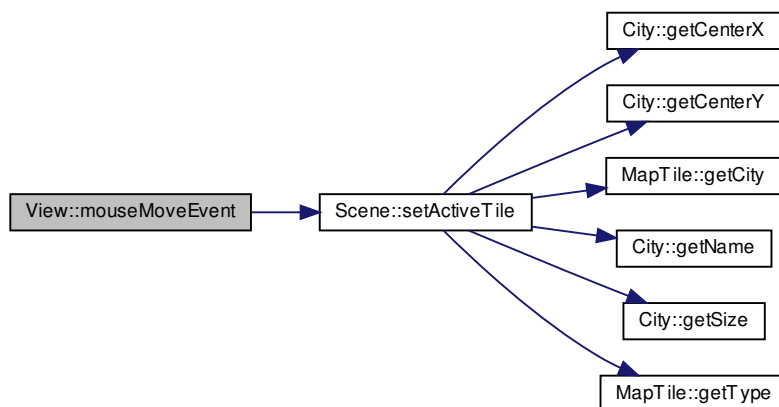 View::mouseMoveEvent
Scene::setActiveTile
City::getCenterX
City::getCenterY
MapTile::getCity
City::getName
City::getSize
MapTile::getType